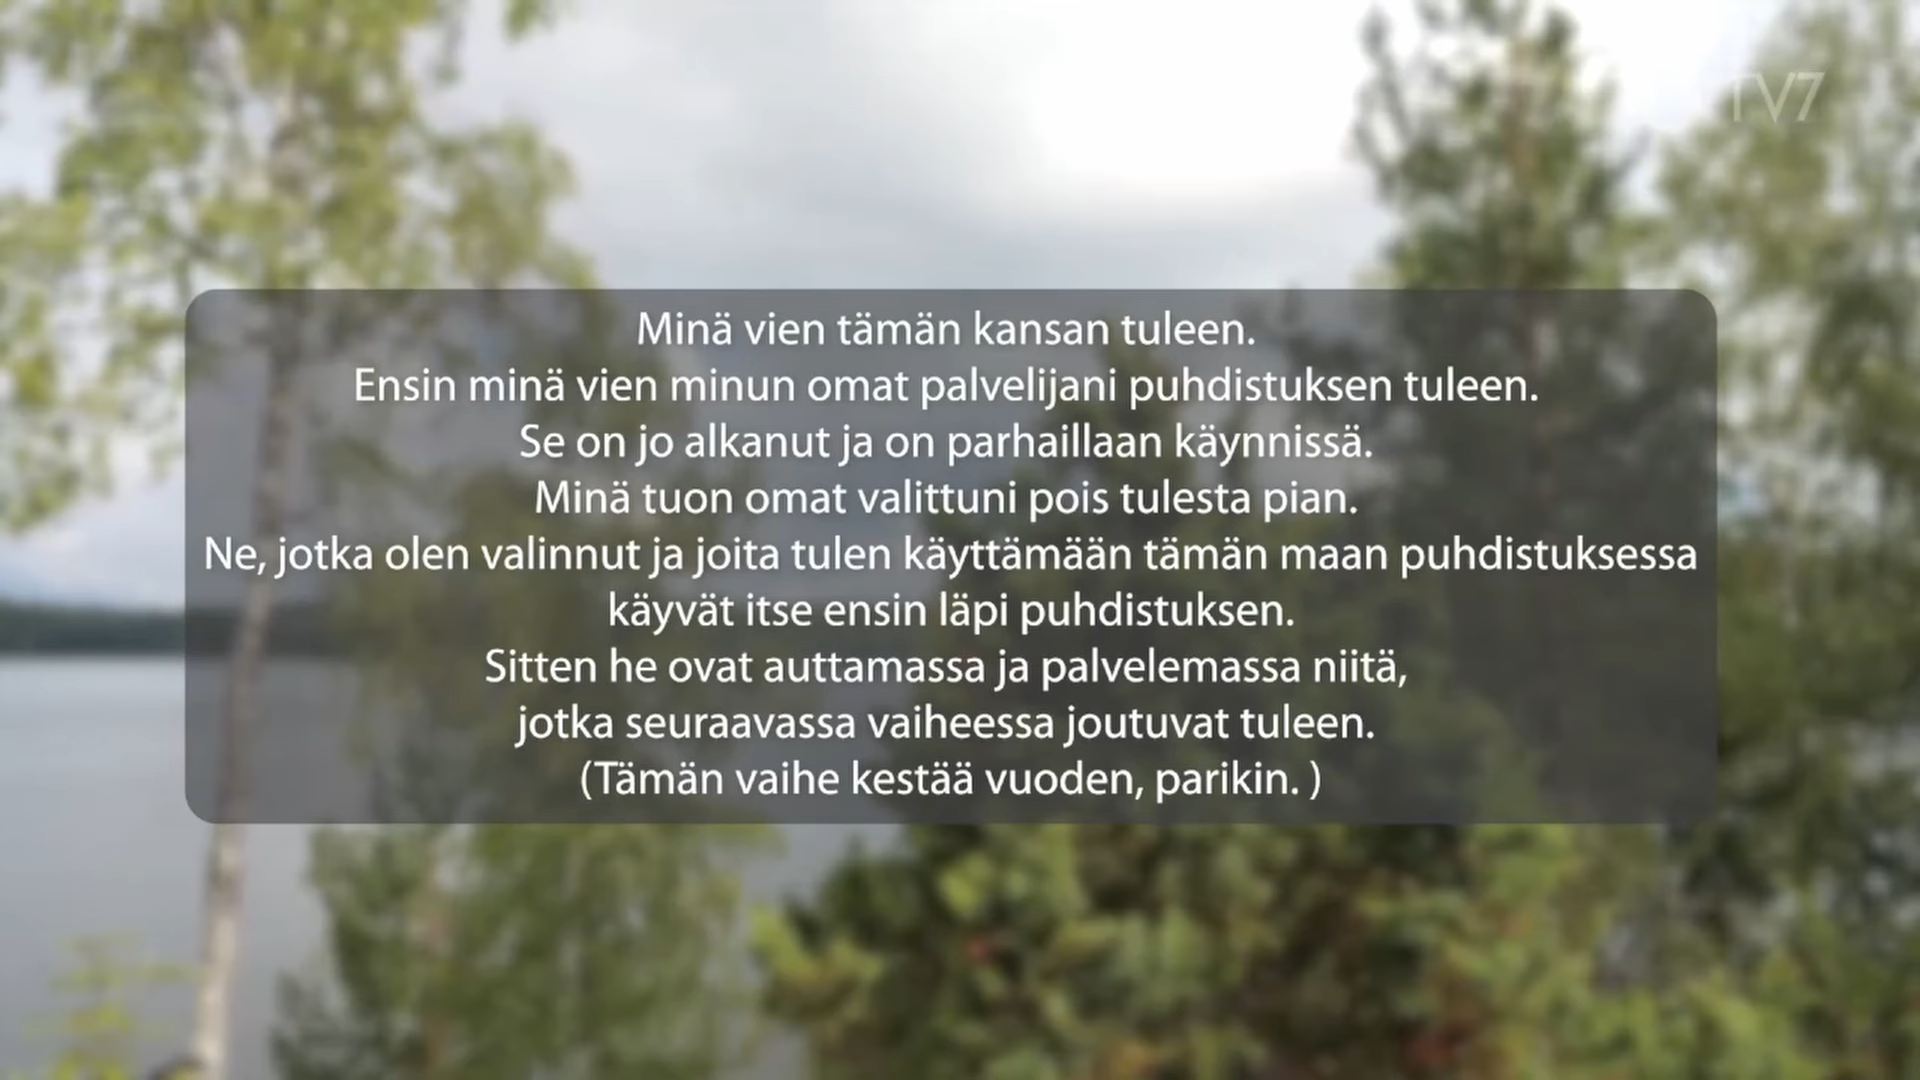 TV7
Minä vien tämän kansan tuleen.
Ensin minä vien minun omat palvelijani puhdistuksen tuleen.
Se on jo alkanut ja on parhaillaan käynnissä.
Minä tuon omat valittuni pois tulesta pian.
Ne, jotka olen valinnut ja joita tulen käyttämään tämän maan puhdistuksessa
käyvät itse ensin läpi puhdistuksen.
Sitten he ovat auttamassa ja palvelemassa niitä,
jotka seuraavassa vaiheessa joutuvat tuleen.
(Tämän vaihe kestää vuoden, parikin. )